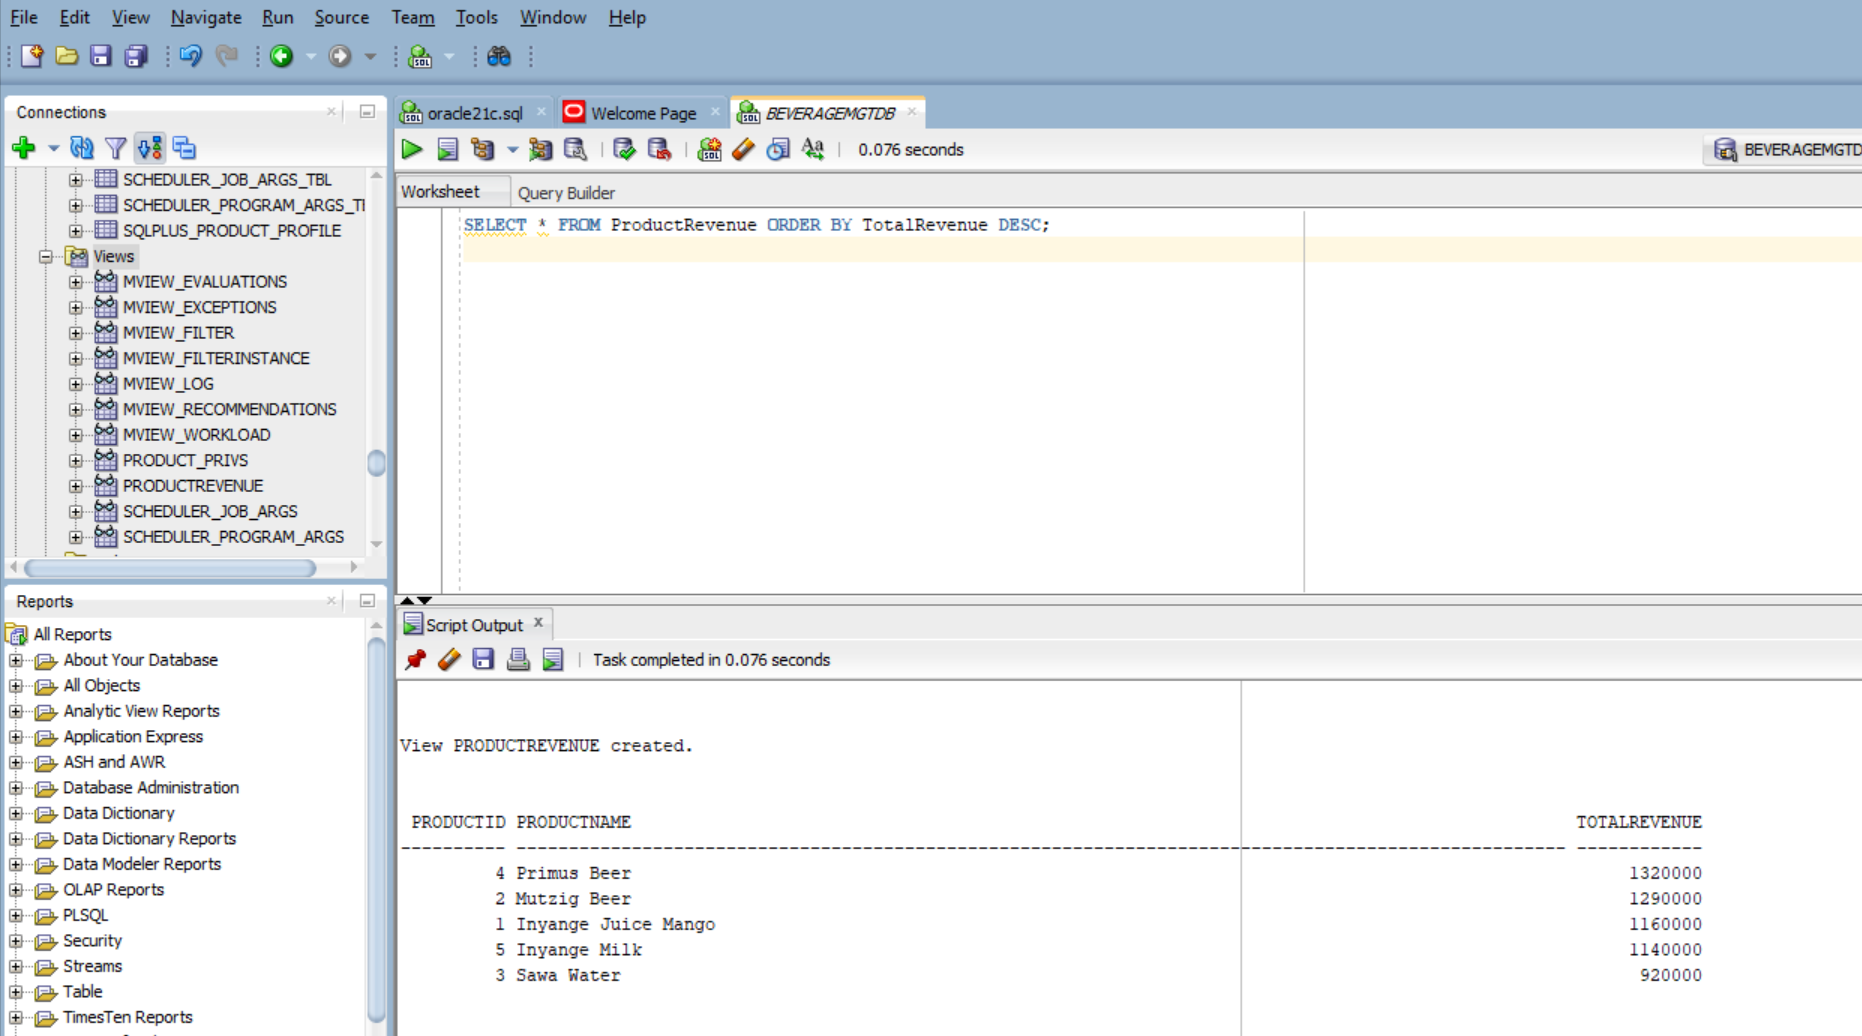 File Edit View Navigate Run Source Team Tools Window Help
Connections
oracle21c.sql
Welcome Page
BEVERAGEMGTDB
0.076 seconds
BEVERAGEMGTD
SCHEDULER_JOB_ARGS_TBL
SCHEDULER_PROGRAM_ARGS_T
SQLPLUS_PRODUCT_PROFILE
Views
MVIEW_EVALUATIONS
MVIEW_EXCEPTIONS
MVIEW_FILTER
MVIEW_FILTERINSTANCE
MVIEW_LOG
MVIEW_RECOMMENDATIONS
MVIEW_WORKLOAD
PRODUCT_PRIVS
PRODUCTREVENUE
SCHEDULER_JOB_ARGS
SCHEDULER_PROGRAM_ARGS
Worksheet Query Builder
SELECT * FROM ProductRevenue ORDER BY TotalRevenue DESC;
Reports
All Reports
About Your Database
All Objects
Analytic View Reports
Application Express
ASH and AWR
Database Administration
Data Dictionary
Data Dictionary Reports
Data Modeler Reports
OLAP Reports
PLSQL
Security
Streams
Table
TimesTen Reports
Script Output
Task completed in 0.076 seconds
View PRODUCTREVENUE created.
PRODUCTID PRODUCTNAME TOTALREVENUE
---------- ---------------------------------------------------------------------------------------------------- ------------
4 Primus Beer 1320000
2 Mutzig Beer 1290000
1 Inyange Juice Mango 1160000
5 Inyange Milk 1140000
3 Sawa Water 920000